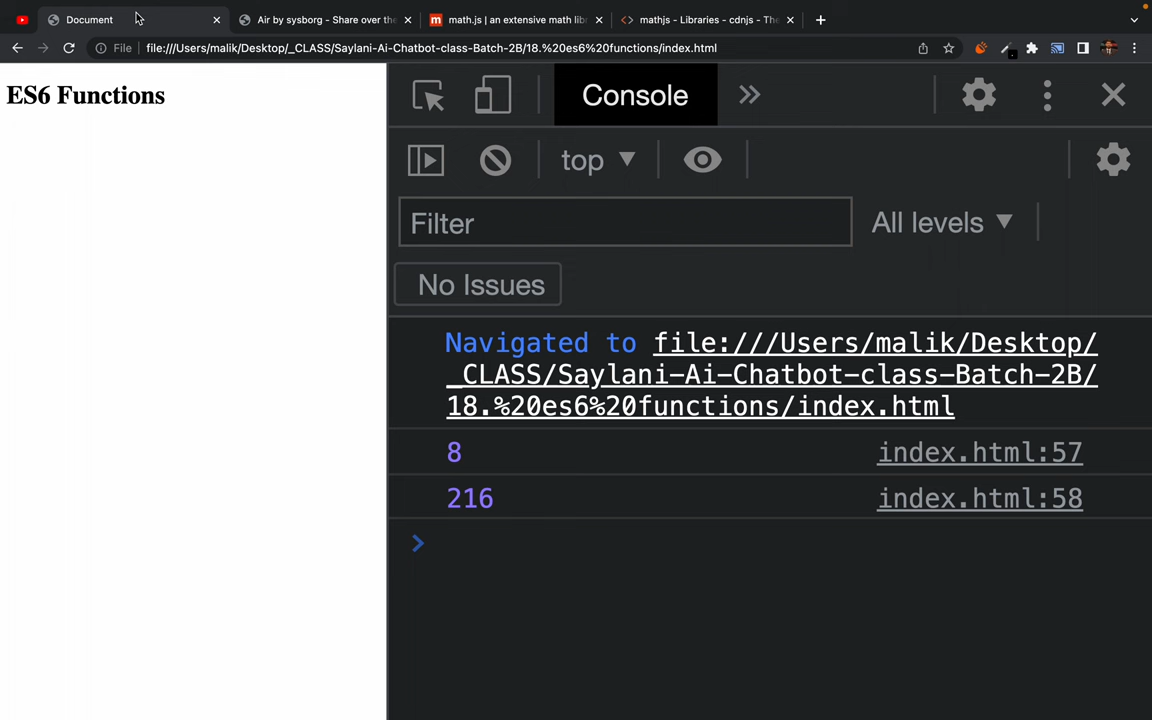 Document
Air by sysborg - Share over the
math.js | an extensive math lib
mathjs - Libraries - cdnjs - The
File
file:///Users/malik/Desktop/_CLASS/Saylani-Ai-Chatbot-class-Batch-2B/18.%20es6%20functions/index.html
ES6 Functions
Console
top
Filter
All levels
No Issues
Navigated to file:///Users/malik/Desktop/
_CLASS/Saylani-Ai-Chatbot-class-Batch-2B/
18.%20es6%20functions/index.html
8 index.html:57
216 index.html:58